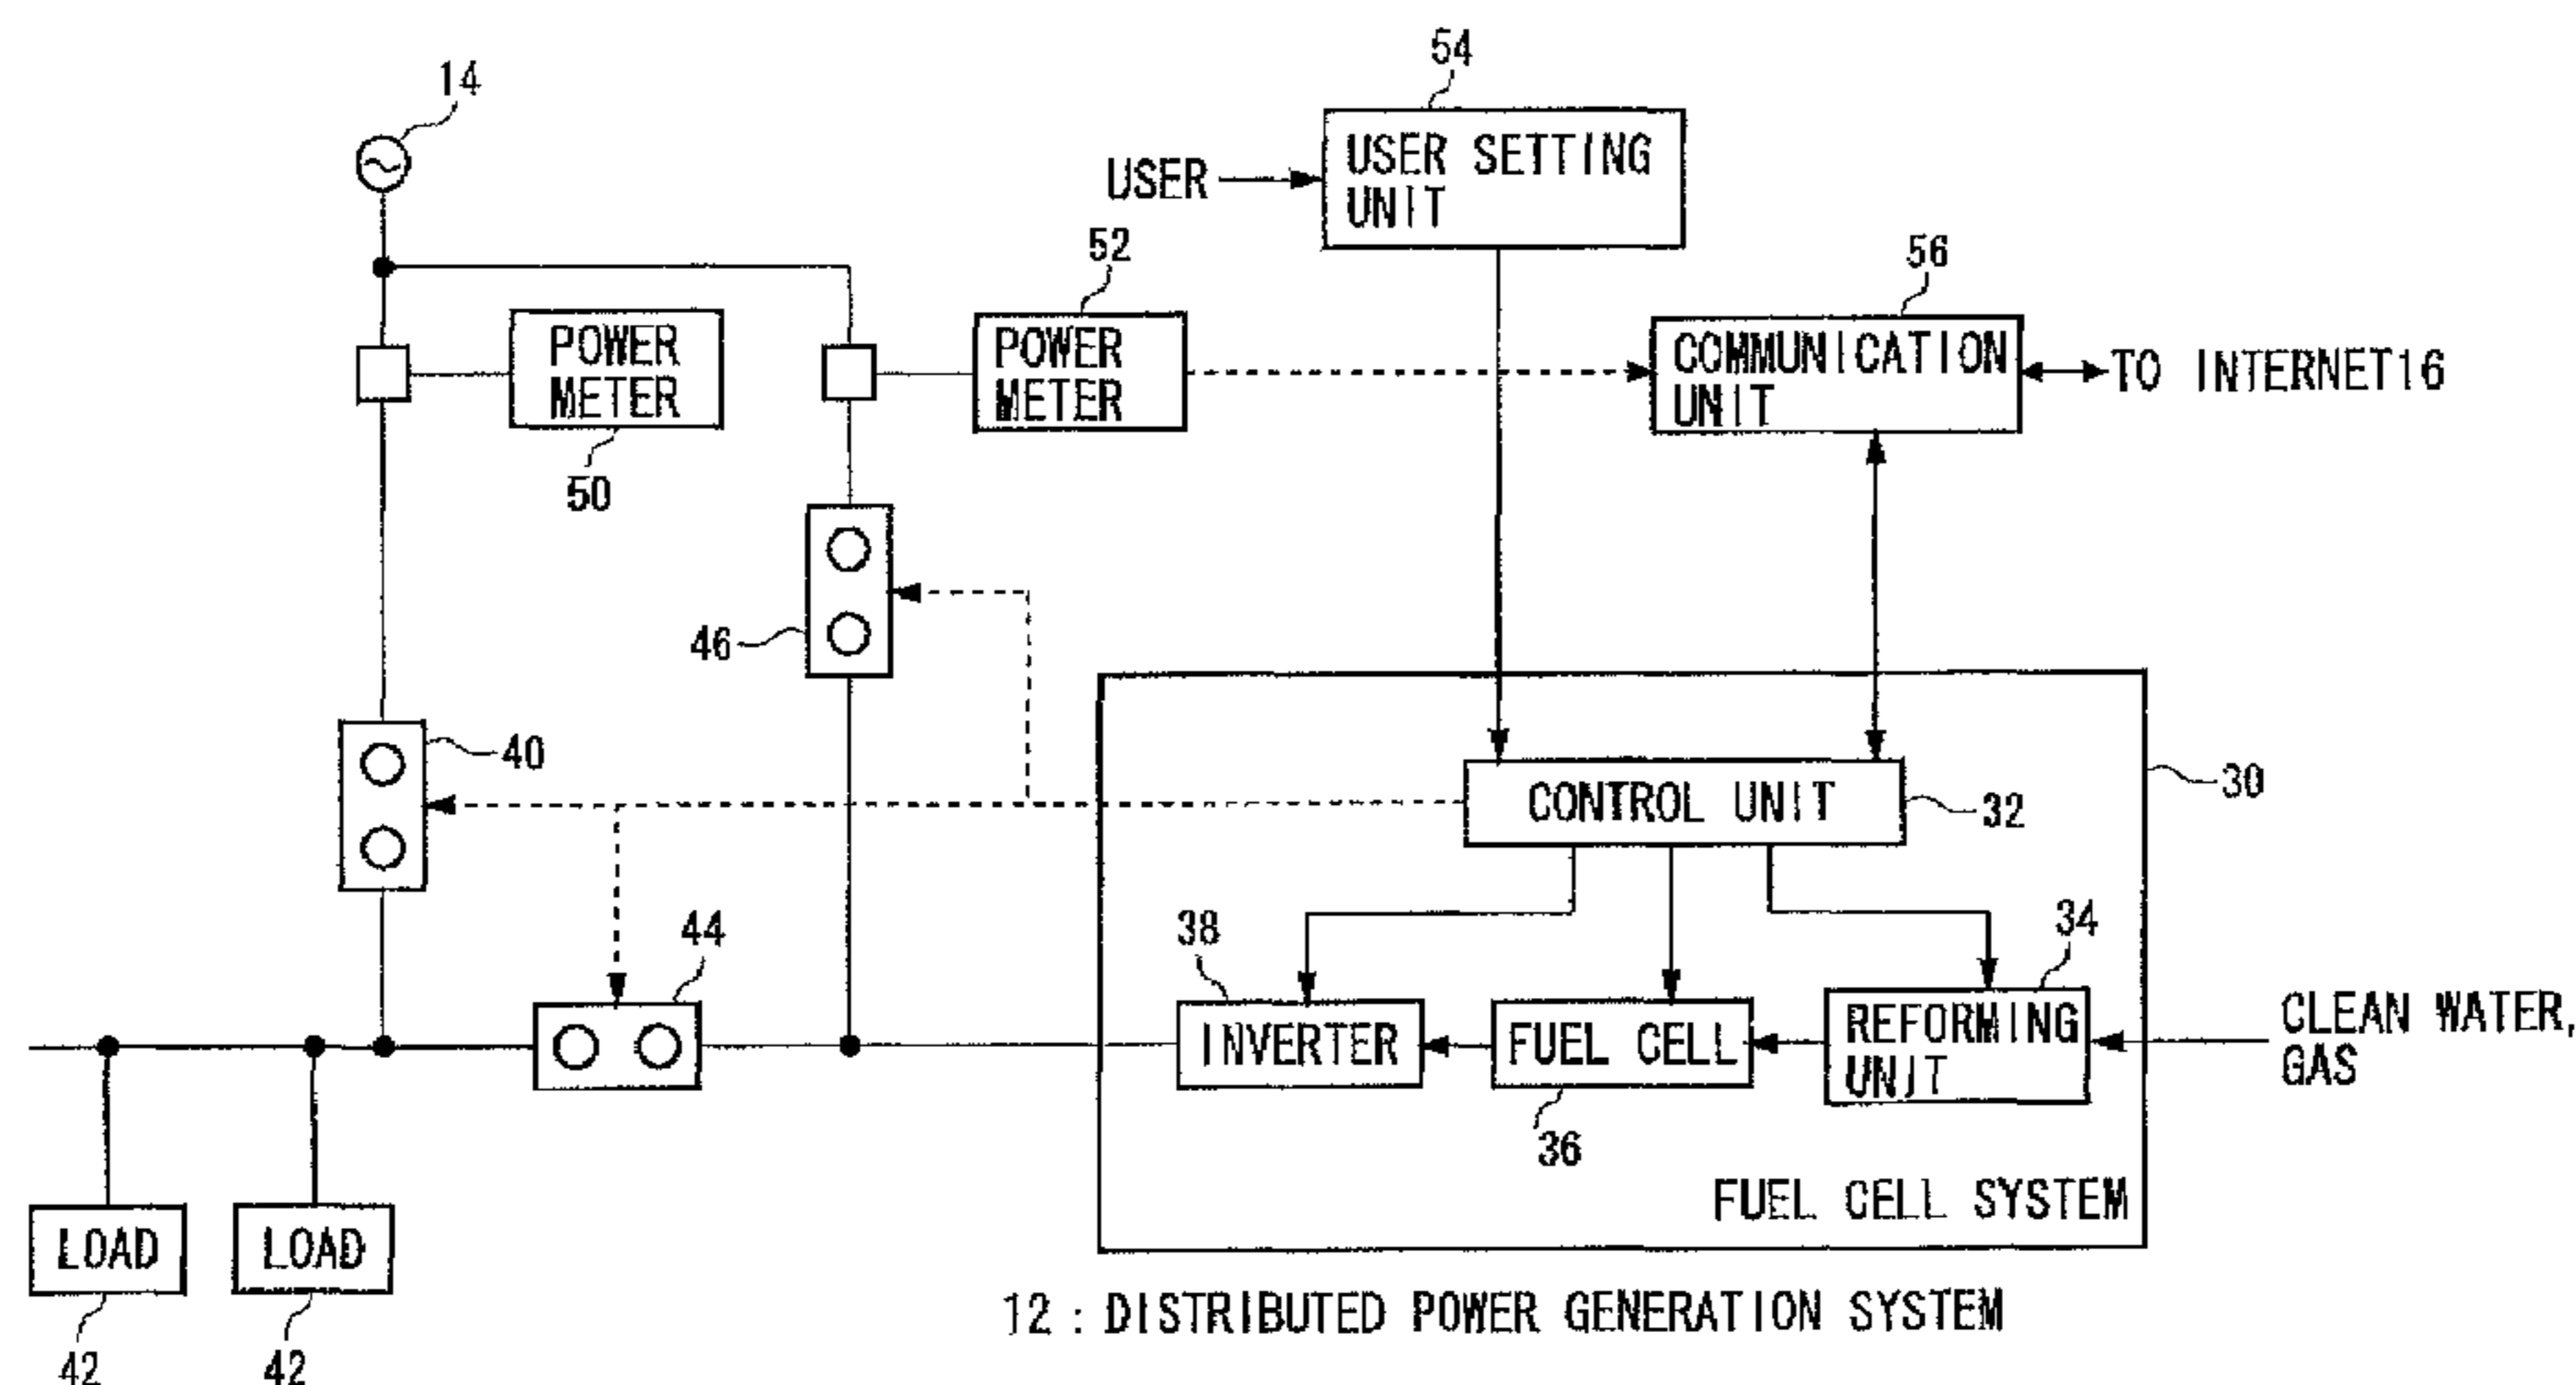 54
14
USER SETTING
UNIT
USER
52
56
POWER
METER
POWER
METER
COMMUNICATION
UNIT
TO INTERNET16
50
46
40
CONTROL UNIT
32
30
44
38
34
INVERTER
FUEL CELL
REFORMING
UNIT
CLEAN WATER,
GAS
36
FUEL CELL SYSTEM
LOAD
LOAD
42
42
12 : DISTRIBUTED POWER GENERATION SYSTEM